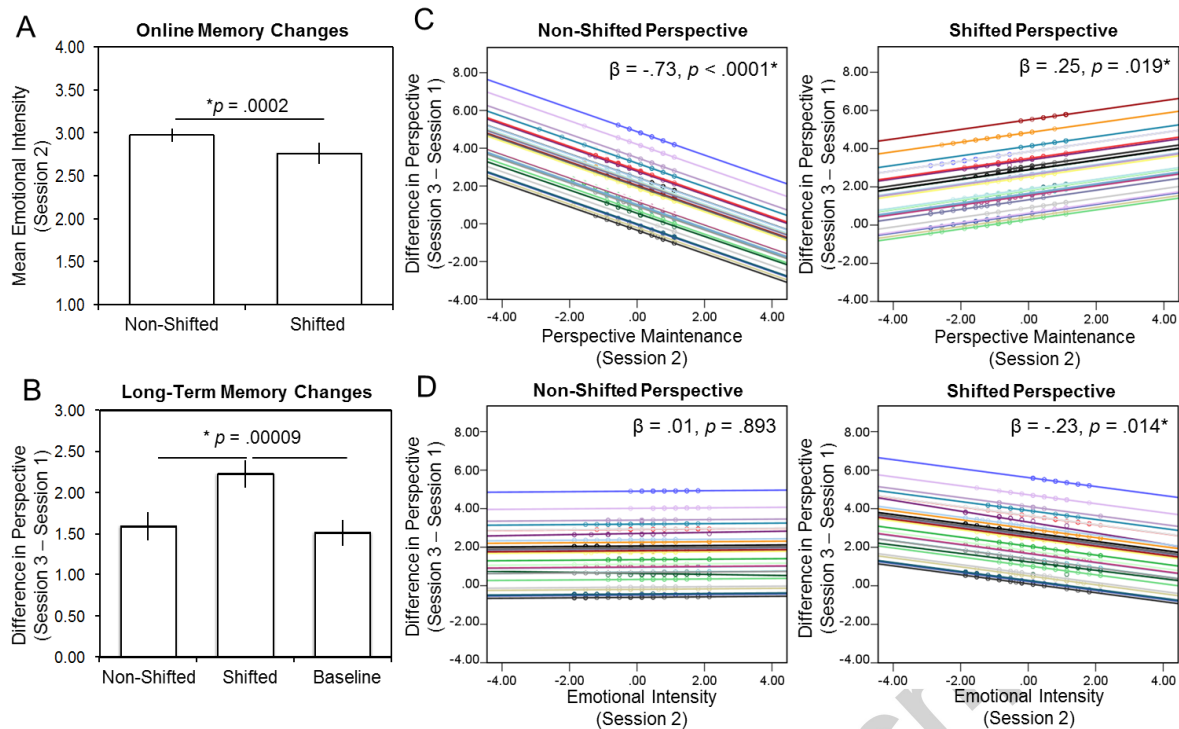 A
Online Memory Changes
Mean Emotional Intensity
(Session 2)
4.00
3.50
3.00
2.50
2.00
1.50
1.00
*p = .0002
Non-Shifted
Shifted
B
Long-Term Memory Changes
Difference in Perspective
(Session 3 – Session 1)
3.00
2.50
2.00
1.50
1.00
0.50
0.00
* p = .00009
Non-Shifted
Shifted
Baseline
C
Non-Shifted Perspective
β = -.73, p < .0001*
Difference in Perspective
(Session 3 – Session 1)
8.00
6.00
4.00
2.00
.00
-2.00
-4.00
-4.00
-2.00
.00
2.00
4.00
Perspective Maintenance
(Session 2)
Shifted Perspective
β = .25, p = .019*
Difference in Perspective
(Session 3 – Session 1)
8.00
6.00
4.00
2.00
.00
-2.00
-4.00
-4.00
-2.00
.00
2.00
4.00
Perspective Maintenance
(Session 2)
D
Non-Shifted Perspective
β = .01, p = .893
Difference in Perspective
(Session 3 – Session 1)
8.00
6.00
4.00
2.00
.00
-2.00
-4.00
-4.00
-2.00
.00
2.00
4.00
Emotional Intensity
(Session 2)
Shifted Perspective
β = -.23, p = .014*
Difference in Perspective
(Session 3 – Session 1)
8.00
6.00
4.00
2.00
.00
-2.00
-4.00
-4.00
-2.00
.00
2.00
4.00
Emotional Intensity
(Session 2)